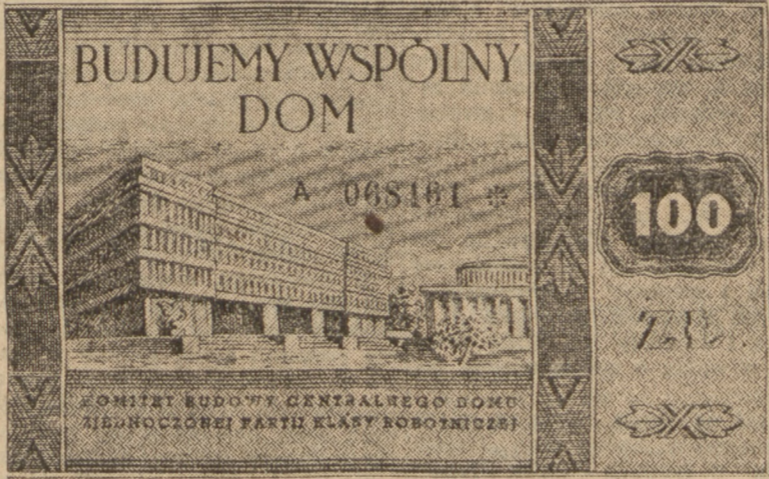 BUDUJEMY WSPÓLNY
DOM
A 068161 *
100
ZŁ
KOMITET BUDOWY CENTRALNEGO DOMU
ZJEDNOCZONEJ PARTII KLASY ROBOTNICZEJ